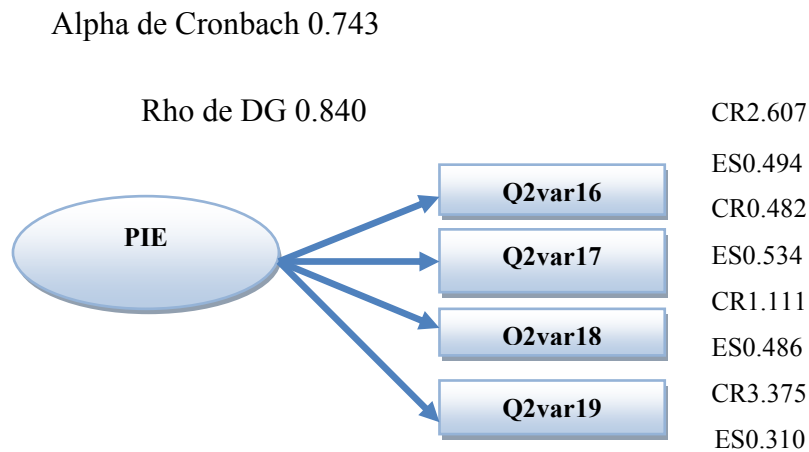 Alpha de Cronbach 0.743
Rho de DG 0.840
CR2.607
ES0.494
Q2var16
CR0.482
PIE
Q2var17
ES0.534
CR1.111
O2var18
ES0.486
CR3.375
Q2var19
ES0.310